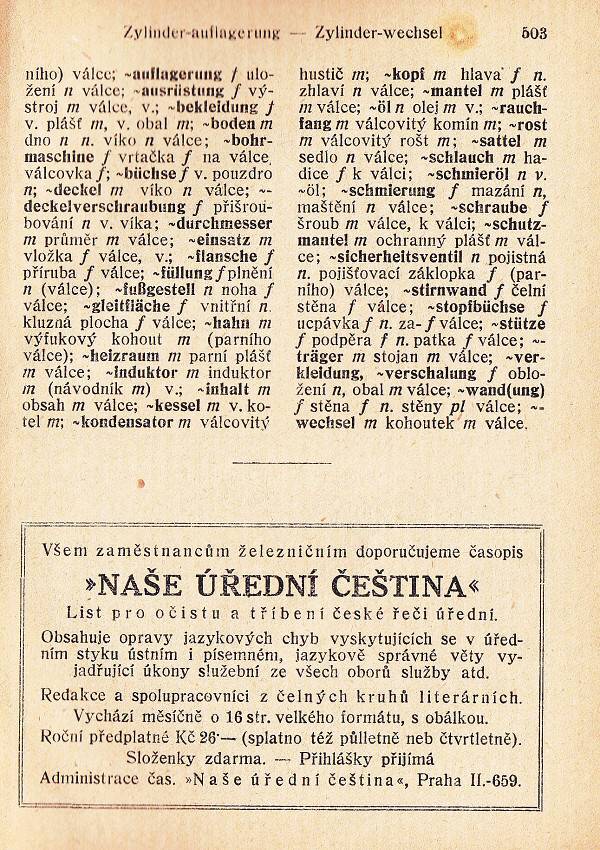 Zylinder-auflagerung — Zylinder-wechsel 503
ního) válce; ~auflagerung f ulo-
žení n válce; ~ausrüstung f vý-
stroj m válce, v.; ~bekleidung f
v. plášť m, v. obal m; ~boden m
dno n n. víko n válce; ~bohr-
maschine f vrtačka f na válce,
válcovka f; ~büchse f v. pouzdro
n; ~deckel m víko n válce; ~-
deckelverschraubung f přišrou-
bování n v. víka; ~durchmesser
m průměr m válce; ~einsatz m
vložka f válce, v.; ~flansche f
příruba f válce; ~füllung f plnění
n (válce); ~fußgestell n noha f
válce; ~gleitfläche f vnitřní n.
kluzná plocha f válce; ~hahn m
výfukový kohout m (parního
válce); ~heizraum m parní plášť
m válce; ~induktor m induktor
m (návodník m) v.; ~inhalt m
obsah m válce; ~kessel m v. ko-
tel m; ~kondensator m válcovitý
hustič m; ~kopf m hlava f n.
zhlaví n válce; ~mantel m plášť
m válce; ~öl n olej m v.; ~rauch-
fang m válcovitý komín m; ~rost
m válcovitý rošt m; ~sattel m
sedlo n válce; ~schlauch m ha-
dice f k válci; ~schmieröl n v.
~öl; ~schmierung f mazání n,
maštění n válce; ~schraube f
šroub m válce, k válci; ~schutz-
mantel m ochranný plášť m vál-
ce; ~sicherheitsventil n pojistná
n. pojišťovací záklopka f (par-
ního) válce; ~stirnwand f čelní
stěna f válce; ~stopfbüchse f
ucpávka f n. za- f válce; ~stütze
f podpěra f n. patka f válce; ~-
träger m stojan m válce; ~ver-
kleidung, ~verschalung f oblo-
žení n, obal m válce; ~wand(ung)
f stěna f n. stěny pl válce; ~-
wechsel m kohoutek m válce.
Všem zaměstnancům železničním doporučujeme časopis
»NAŠE ÚŘEDNÍ ČEŠTINA«
List pro očistu a tříbení české řeči úřední.
Obsahuje opravy jazykových chyb vyskytujících se v úřed-
ním styku ústním i písemném, jazykově správné věty vy-
jadřující úkony služební ze všech oborů služby atd.
Redakce a spolupracovníci z čelných kruhů literárních.
Vychází měsíčně o 16 str. velkého formátu, s obálkou.
Roční předplatné Kč 26·— (splatno též půlletně neb čtvrtletně).
Složenky zdarma. — Přihlášky přijímá
Administrace čas. »Naše úřední čeština«, Praha II.-659.